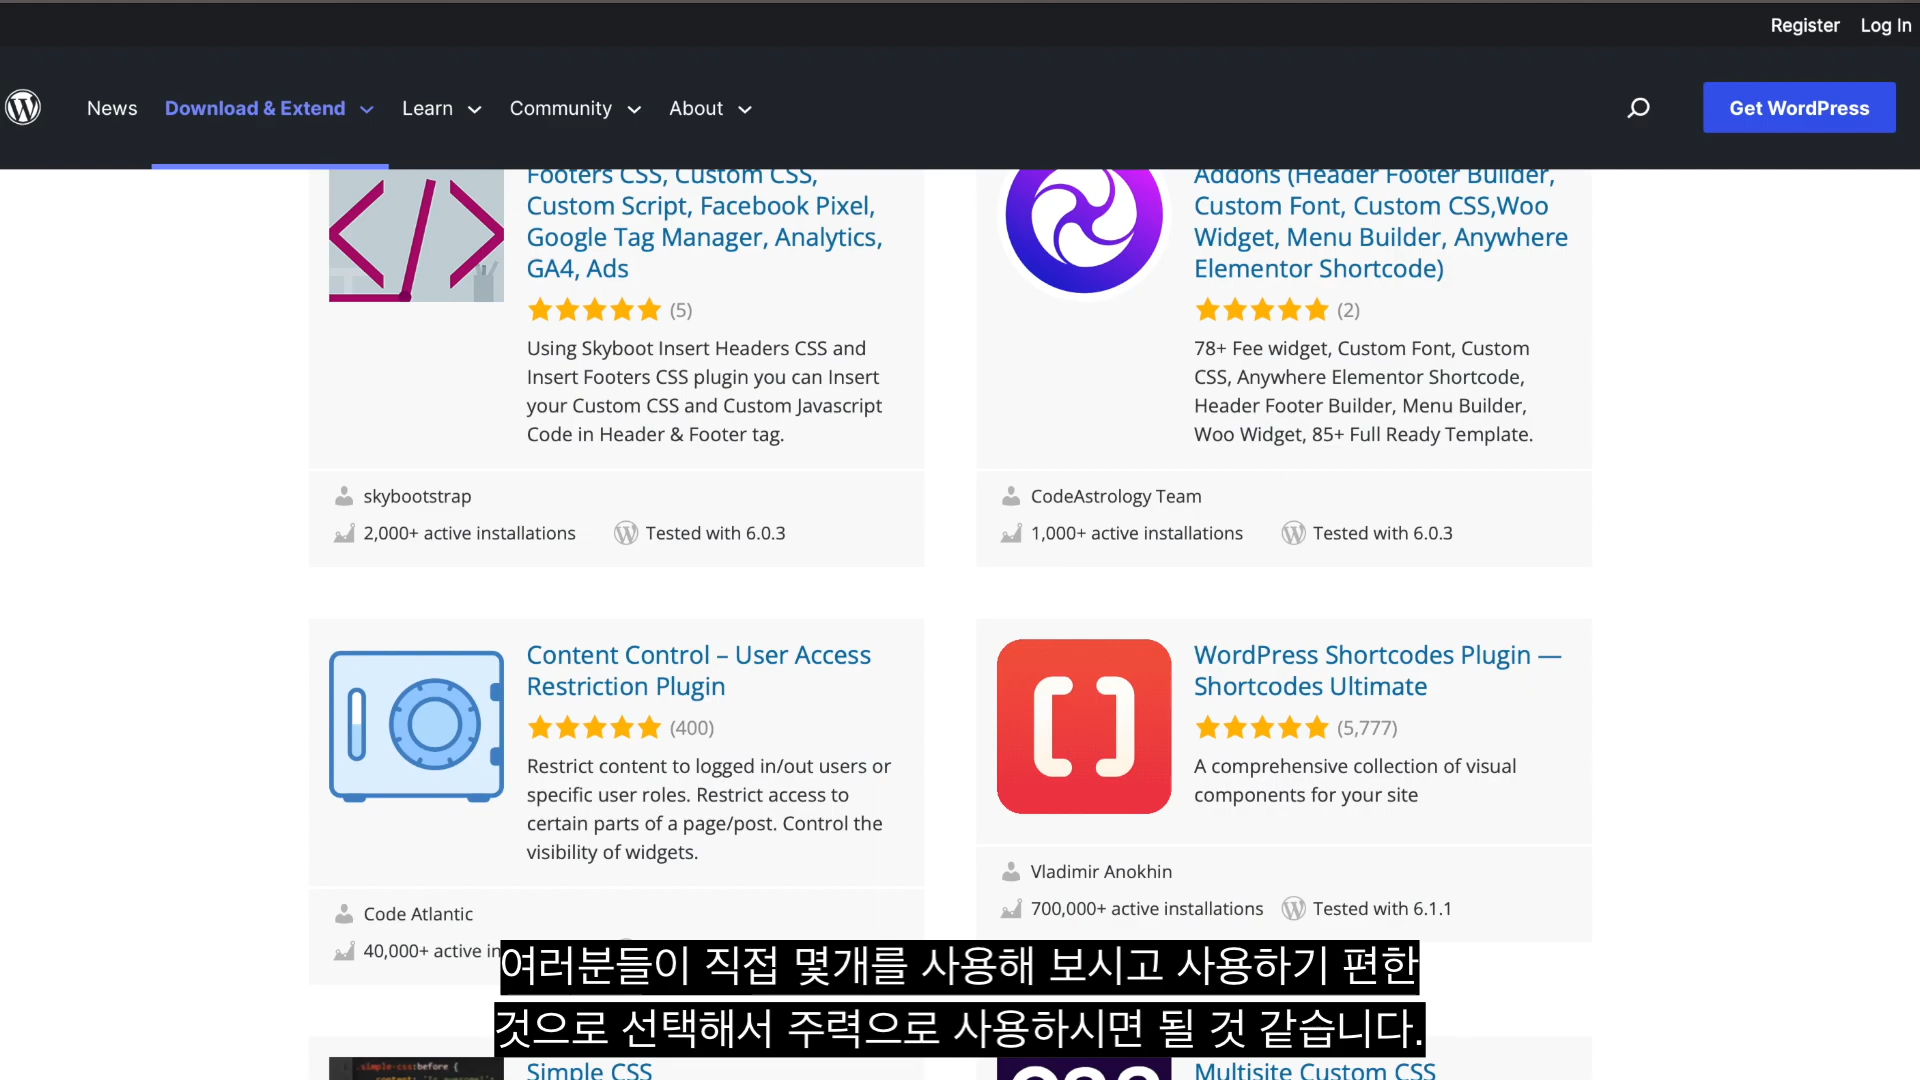 Register Log In
News Download & Extend Learn Community About Get WordPress
Footers CSS, Custom CSS,
Custom Script, Facebook Pixel,
Google Tag Manager, Analytics,
GA4, Ads
(5)
Using Skyboot Insert Headers CSS and
Insert Footers CSS plugin you can Insert
your Custom CSS and Custom Javascript
Code in Header & Footer tag.
skybootstrap
2,000+ active installations Tested with 6.0.3
Addons (Header Footer Builder,
Custom Font, Custom CSS,Woo
Widget, Menu Builder, Anywhere
Elementor Shortcode)
(2)
78+ Fee widget, Custom Font, Custom
CSS, Anywhere Elementor Shortcode,
Header Footer Builder, Menu Builder,
Woo Widget, 85+ Full Ready Template.
CodeAstrology Team
1,000+ active installations Tested with 6.0.3
Content Control – User Access
Restriction Plugin
(400)
Restrict content to logged in/out users or
specific user roles. Restrict access to
certain parts of a page/post. Control the
visibility of widgets.
Code Atlantic
40,000+ active in
WordPress Shortcodes Plugin —
Shortcodes Ultimate
(5,777)
A comprehensive collection of visual
components for your site
Vladimir Anokhin
700,000+ active installations Tested with 6.1.1
여러분들이 직접 몇개를 사용해 보시고 사용하기 편한
것으로 선택해서 주력으로 사용하시면 될 것 같습니다.
.simple-css:before {
Simple CSS
Multisite Custom CSS